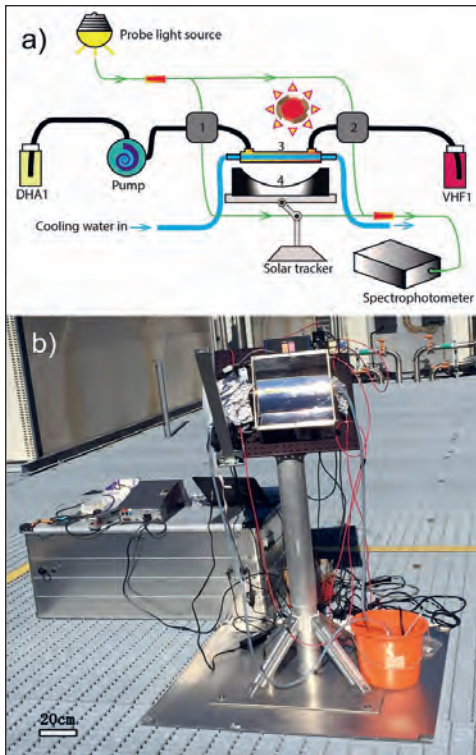 a)
Probe light source
1
2
3
4
DHA1
Pump
VHF1
Cooling water in
Solar tracker
Spectrophotometer
b)
20cm